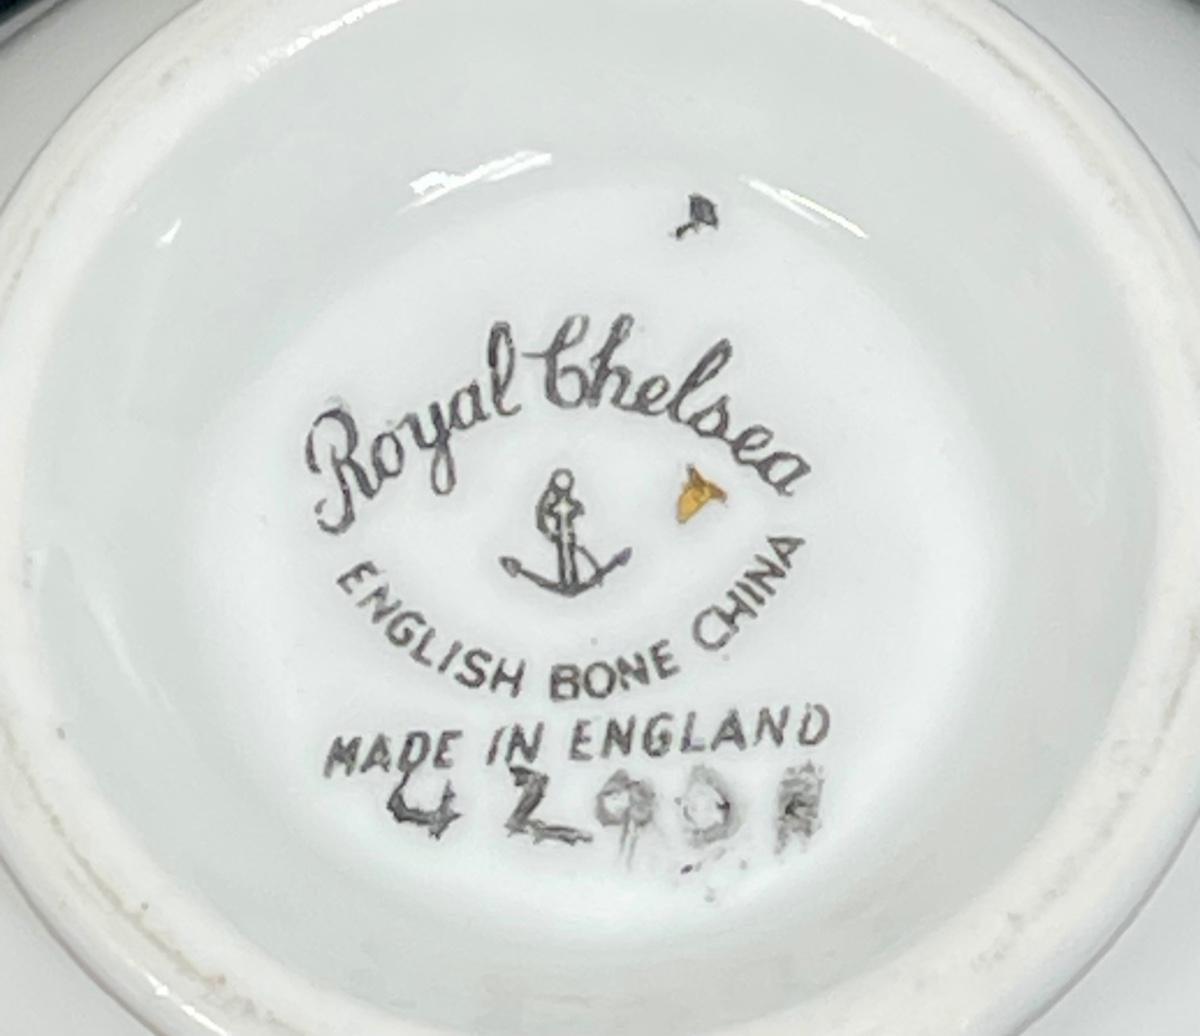 Royal Chelsea
ENGLISH BONE CHINA
MADE IN ENGLAND